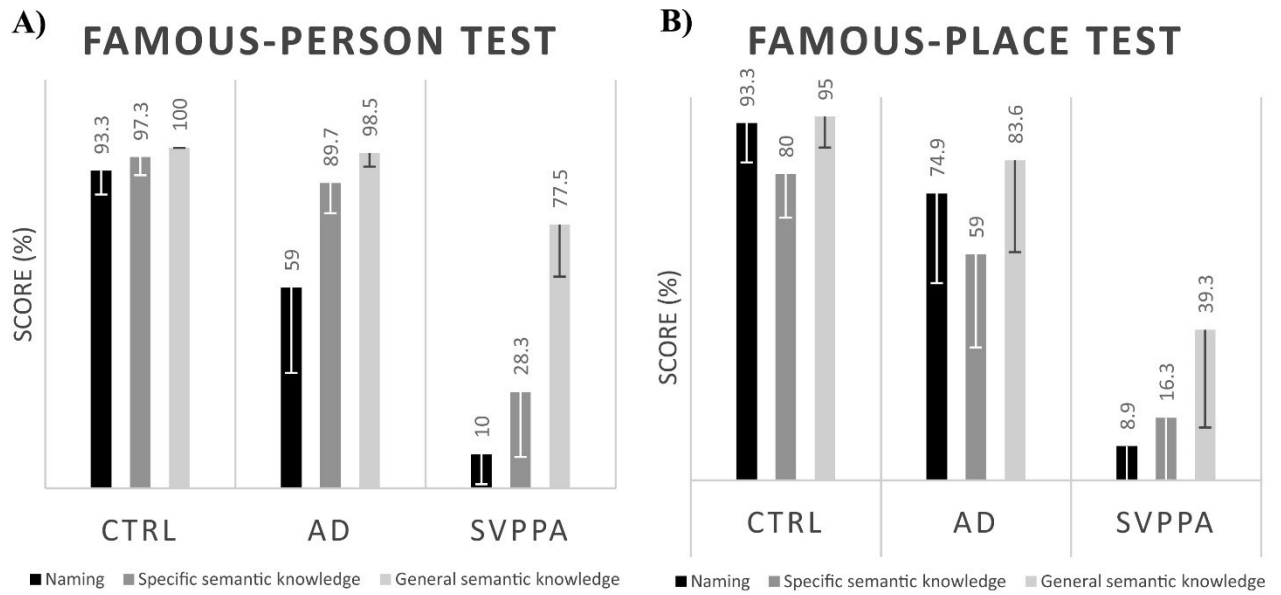 A)
FAMOUS-PERSON TEST
SCORE (%)
93.3
97.3
100
59
89.7
98.5
10
28.3
77.5
CTRL
AD
SVPPA
Naming
Specific semantic knowledge
General semantic knowledge
B)
FAMOUS-PLACE TEST
SCORE (%)
93.3
80
95
74.9
59
83.6
8.9
16.3
39.3
CTRL
AD
SVPPA
Naming
Specific semantic knowledge
General semantic knowledge